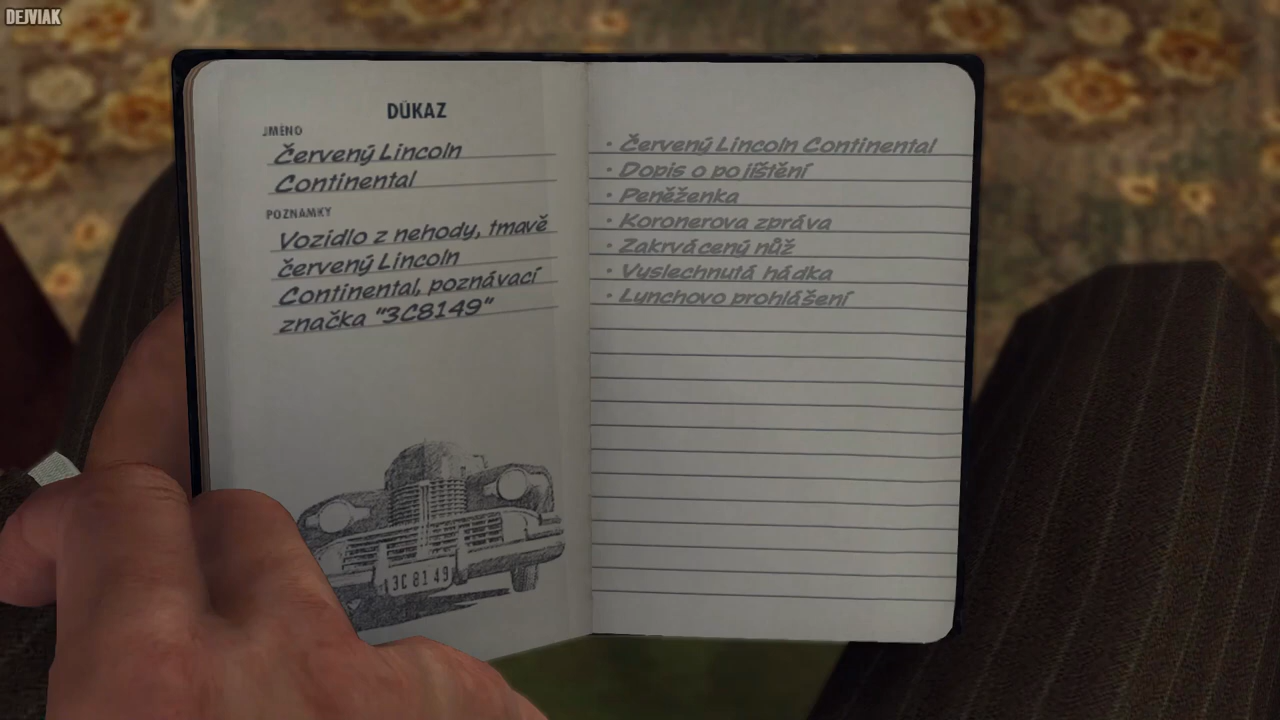 DEJVIAK
DŮKAZ
JMÉNO
Červený Lincoln
Continental
POZNÁMKY
Vozidlo z nehody, tmavě
červený Lincoln
Continental, poznávací
značka "3C8149"
3C 81 49
• Červený Lincoln Continental
• Dopis o pojištění
• Peněženka
• Koronerova zpráva
• Zakrvácený nůž
• Vyslechnutá hádka
• Lynchovo prohlášení